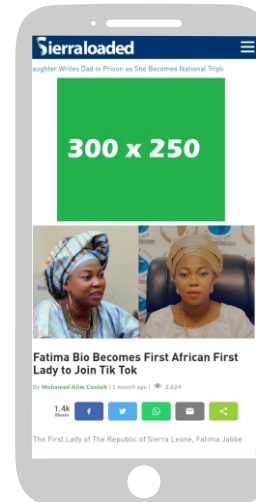 Sierraloaded
aughter Writes Dad in Prison as She Becomes National Triph
300 x 250
Fatima Bio Becomes First African First
Lady to Join Tik Tok
By Mohamed Alim Conteh | 1 month ago | 2,624
1.4k
Shares
The First Lady of The Republic of Sierra Leone, Fatima Jabbe